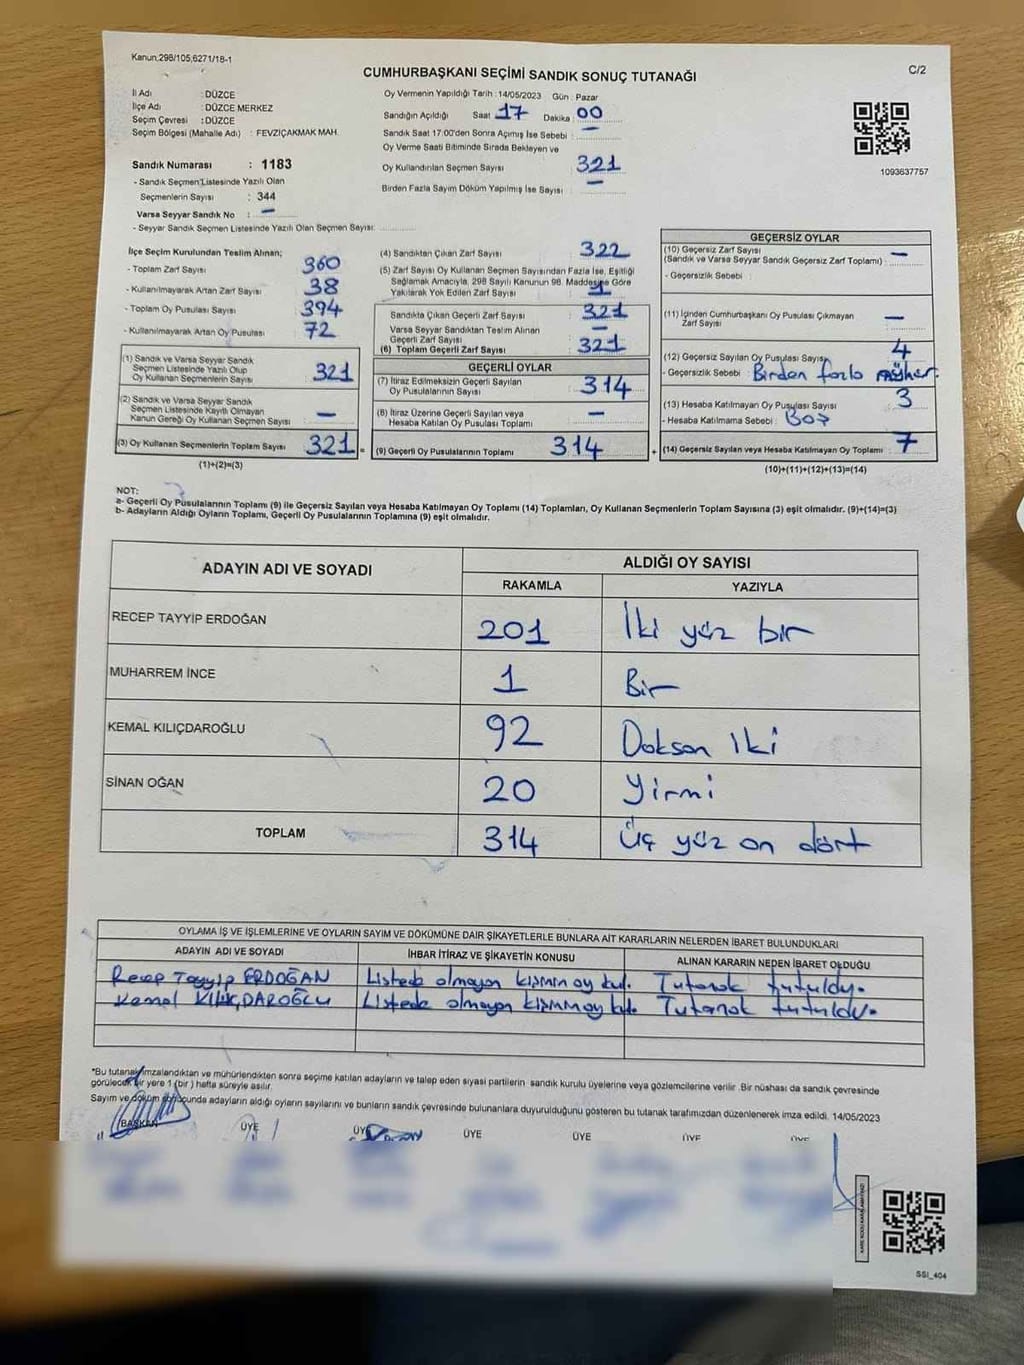 Kanun;298/105,6271/18-1
C/2
CUMHURBAŞKANI SEÇİMİ SANDIK SONUÇ TUTANAĞI
İl Adı : DÜZCE
İlçe Adı : DÜZCE MERKEZ
Seçim Çevresi : DÜZCE
Seçim Bölgesi (Mahalle Adı) : FEVZİÇAKMAK MAH.
Oy Vermenin Yapıldığı Tarih : 14/05/2023 Gün : Pazar
Sandığın Açıldığı Saat 17 Dakika : 00
Sandık Saat 17:00'den Sonra Açımış İse Sebebi : —
Oy Verme Saati Bitiminde Sırada Bekleyen ve
Oy Kullandırılan Seçmen Sayısı : 321
Birden Fazla Sayım Döküm Yapılmış İse Sayısı : —
1093637757
Sandık Numarası : 1183
- Sandık Seçmen Listesinde Yazılı Olan
Seçmenlerin Sayısı : 344
Varsa Seyyar Sandık No : —
- Seyyar Sandık Seçmen Listesinde Yazılı Olan Seçmen Sayısı:
İlçe Seçim Kurulundan Teslim Alınan;
- Toplam Zarf Sayısı 360
- Kullanılmayarak Artan Zarf Sayısı 38
- Toplam Oy Pusulası Sayısı 394
- Kullanılmayarak Artan Oy Pusulası 72
(1) Sandık ve Varsa Seyyar Sandık
Seçmen Listesinde Yazılı Olup
Oy Kullanan Seçmenlerin Sayısı : 321
(2) Sandık ve Varsa Seyyar Sandık
Seçmen Listesinde Kayıtlı Olmayan
Kanun Gereği Oy Kullanan Seçmen Sayısı : —
(3) Oy Kullanan Seçmenlerin Toplam Sayısı : 321 =
(1)+(2)=(3)
(4) Sandıktan Çıkan Zarf Sayısı : 322
(5) Zarf Sayısı Oy Kullanan Seçmen Sayısından Fazla İse, Eşitliği
Sağlamak Amacıyla, 298 Sayılı Kanunun 98. Maddesine Göre
Yakılarak Yok Edilen Zarf Sayısı : 1
Sandıkta Çıkan Geçerli Zarf Sayısı : 321
Varsa Seyyar Sandıktan Teslim Alınan
Geçerli Zarf Sayısı : —
(6) Toplam Geçerli Zarf Sayısı : 321
GEÇERLİ OYLAR
(7) İtiraz Edilmeksizin Geçerli Sayılan
Oy Pusulalarının Sayısı : 314
(8) İtiraz Üzerine Geçerli Sayılan veya
Hesaba Katılan Oy Pusulası Toplamı : —
(9) Geçerli Oy Pusulalarının Toplamı : 314 +
GEÇERSİZ OYLAR
(10) Geçersiz Zarf Sayısı
(Sandık ve Varsa Seyyar Sandık Geçersiz Zarf Toplamı) : —
- Geçersizlik Sebebi :
(11) İçinden Cumhurbaşkanı Oy Pusulası Çıkmayan
Zarf Sayısı : —
(12) Geçersiz Sayılan Oy Pusulası Sayısı : 4
- Geçersizlik Sebebi : Birden fazla müher.
(13) Hesaba Katılmayan Oy Pusulası Sayısı : 3
- Hesaba Katılmama Sebebi : Boş
(14) Geçersiz Sayılan veya Hesaba Katılmayan Oy Toplamı : 7
(10)+(11)+(12)+(13)=(14)
NOT:
a- Geçerli Oy Pusulalarının Toplamı (9) ile Geçersiz Sayılan veya Hesaba Katılmayan Oy Toplamı (14) Toplamları, Oy Kullanan Seçmenlerin Toplam Sayısına (3) eşit olmalıdır. (9)+(14)=(3)
b- Adayların Aldığı Oyların Toplamı, Geçerli Oy Pusulalarının Toplamına (9) eşit olmalıdır.
ADAYIN ADI VE SOYADI ALDIĞI OY SAYISI
RAKAMLA YAZIYLA
RECEP TAYYİP ERDOĞAN 201 İki yüz bir
MUHARREM İNCE 1 Bir
KEMAL KILIÇDAROĞLU 92 Doksan İki
SİNAN OĞAN 20 Yirmi
TOPLAM 314 Üç yüz on dört
OYLAMA İŞ VE İŞLEMLERİNE VE OYLARIN SAYIM VE DÖKÜMÜNE DAİR ŞİKAYETLERLE BUNLARA AİT KARARLARIN NELERDEN İBARET BULUNDUKLARI
ADAYIN ADI VE SOYADI İHBAR İTİRAZ VE ŞİKAYETİN KONUSU ALINAN KARARIN NEDEN İBARET OLDUĞU
Recep Tayyip ERDOĞAN Listede olmayan kişinin oy kul. Tutanak tutuldu.
Kemal KILIÇDAROĞLU Listede olmayan kişinin oy kul. Tutanak tutuldu.
"Bu tutanak imzalandıktan ve mühürlendikten sonra seçime katılan adayların ve talep eden siyasi partilerin sandık kurulu üyelerine veya gözlemcilerine verilir .Bir nüshası da sandık çevresinde
görülecek bir yere 1 (bir ) hafta süreyle asılır.
Sayım ve döküm sonucunda adayların aldığı oyların sayılarını ve bunların sandık çevresinde bulunanlara duyurulduğunu gösteren bu tutanak tarafımızdan düzenlenerek imza edildi. 14/05/2023
BAŞKAN ÜYE ÜYE ÜYE ÜYE ÜYE ÜYE
SSI_404